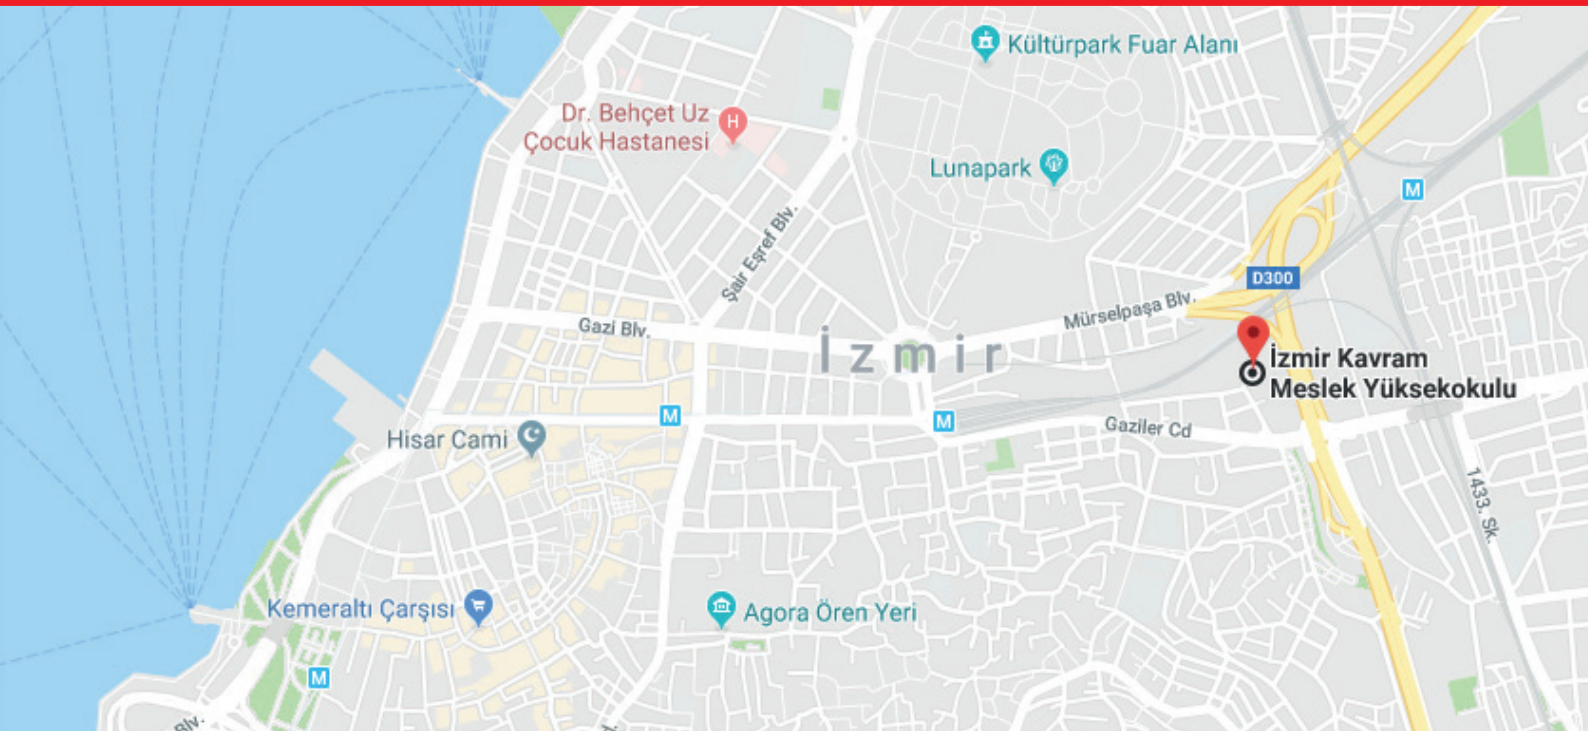 Kültürpark Fuar Alanı
Dr. Behçet Uz
Çocuk Hastanesi
H
Lunapark
M
Şair Eşref Blv.
D300
Mürselpaşa Blv.
Gazi Blv.
İzmir
İzmir Kavram
Meslek Yüksekokulu
M
M
Gaziler Cd
Hisar Cami
1433. Sk.
Kemeraltı Çarşısı
Agora Ören Yeri
M
Blv.